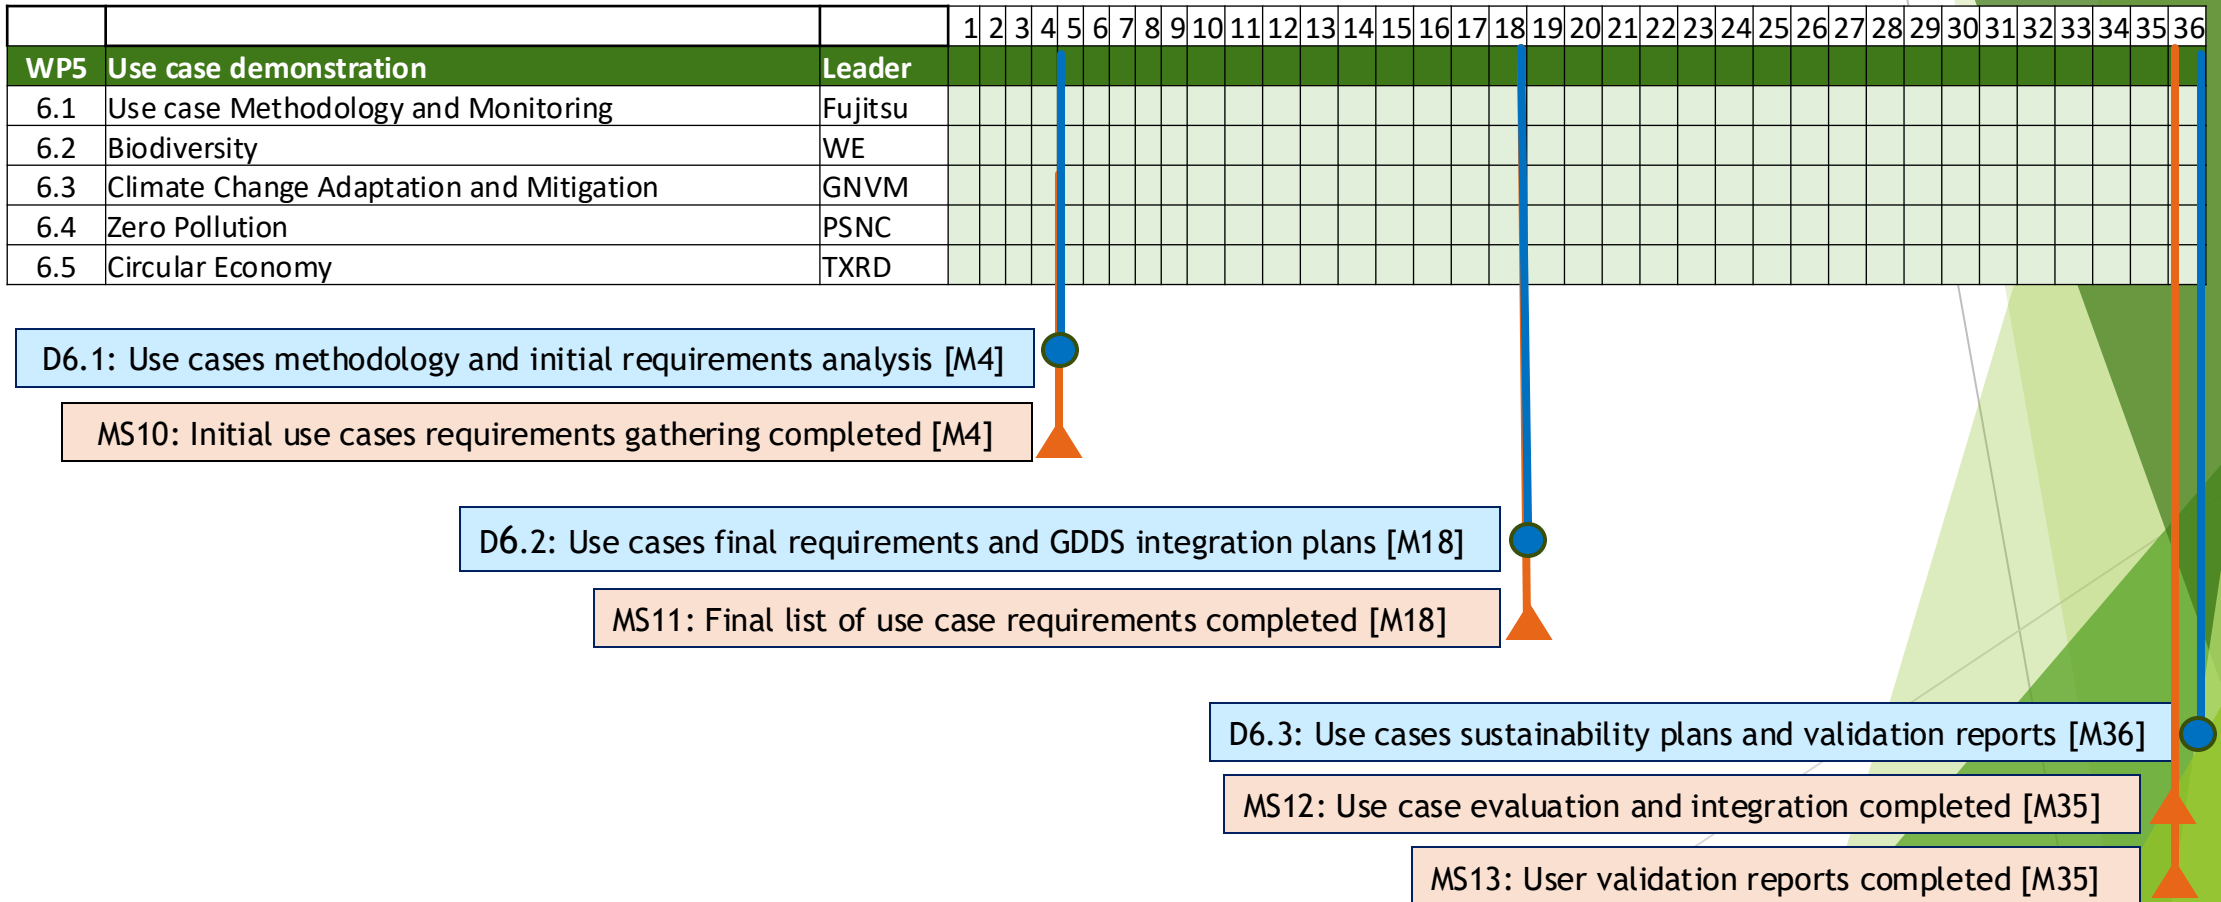 1 2 3 4 5 6 7 8 9 10 11 12 13 14 15 16 17 18 19 20 21 22 23 24 25 26 27 28 29 30 31 32 33 34 35 36
WP5 Use case demonstration Leader
6.1 Use case Methodology and Monitoring Fujitsu
6.2 Biodiversity WE
6.3 Climate Change Adaptation and Mitigation GNVM
6.4 Zero Pollution PSNC
6.5 Circular Economy TXRD
D6.1: Use cases methodology and initial requirements analysis [M4]
MS10: Initial use cases requirements gathering completed [M4]
D6.2: Use cases final requirements and GDDS integration plans [M18]
MS11: Final list of use case requirements completed [M18]
D6.3: Use cases sustainability plans and validation reports [M36]
MS12: Use case evaluation and integration completed [M35]
MS13: User validation reports completed [M35]